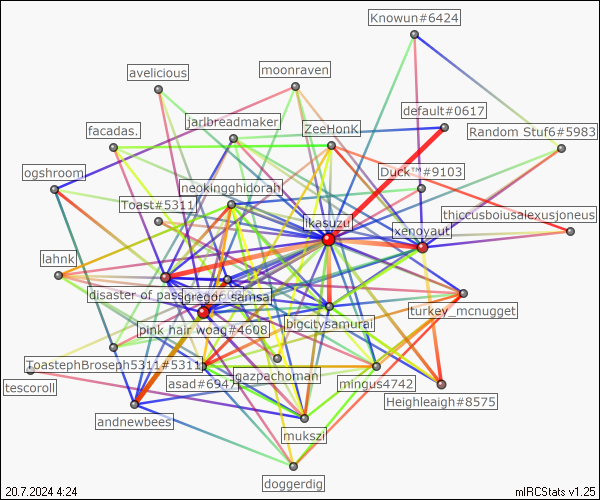 Knowun#6424
moonraven
avelicious
default#0617
jarlbreadmaker
ZeeHonK
facadas.
Random Stuf6#5983
ogshroom
Duck™#9103
neokingghidorah
Toast#5311
thiccusboiusalexusjoneus
ikasuzu
xenoyaut
lahnk
disaster of pass
gregor_samsa
turkey_mcnugget
bigcitysamurai
pink hair woag#4608
ToastephBroseph5311#5311
gazpachoman
tescoroll
asad#6947
mingus4742
Heighleaigh#8575
andnewbees
mukszi
doggerdig
20.7.2024 4:24
mIRCStats v1.25